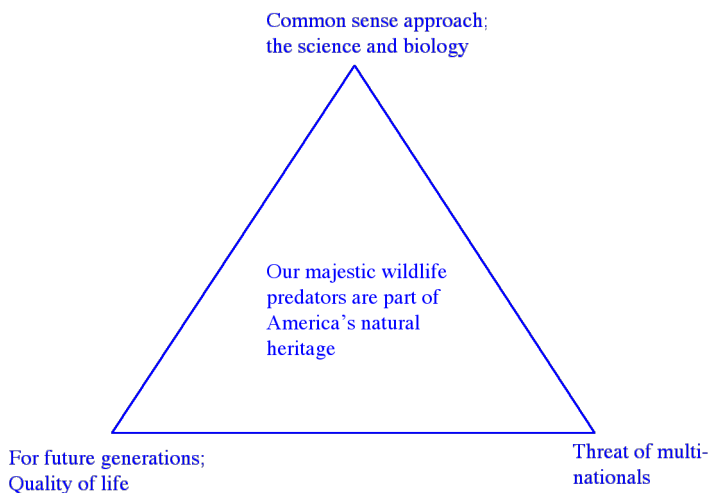 Common sense approach;
the science and biology
Our majestic wildlife
predators are part of
America's natural
heritage
For future generations;
Quality of life
Threat of multi-
nationals